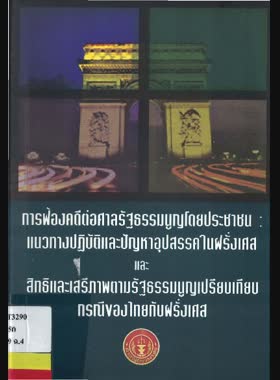 การฟ้องคดีต่อศาลรัฐธรรมนูญโดยประชาชน :
แนวทางปฏิบัติและปัญหาอุปสรรคในฝรั่งเศส
และ
สิทธิและเสรีภาพตามรัฐธรรมนูญเปรียบเทียบ
กรณีของไทยกับฝรั่งเศส
T3290
50
9 ฉ.4